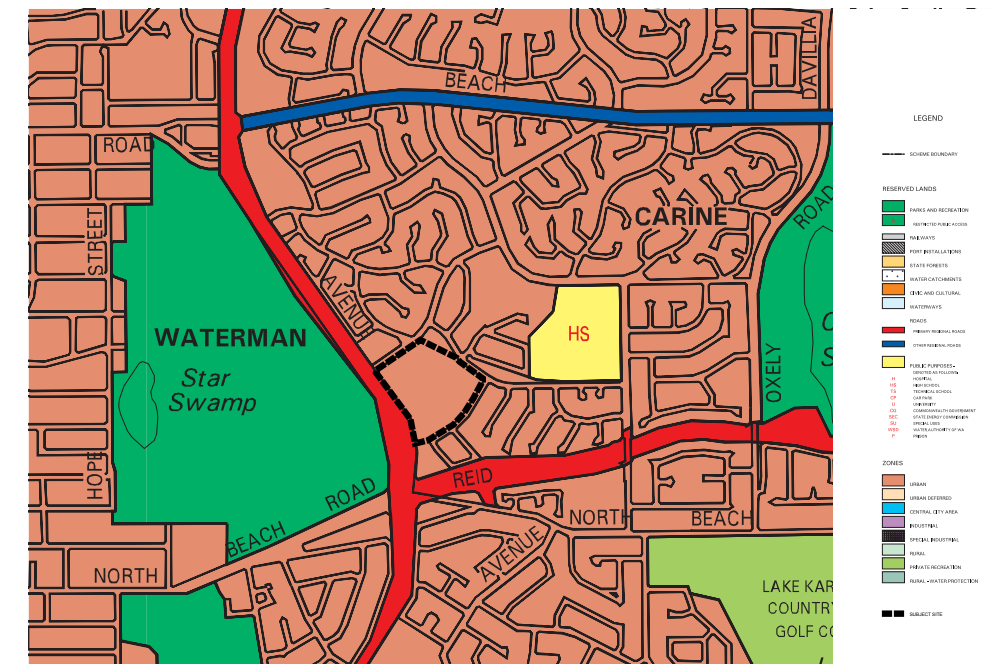 BEACH
DAVILLIA
ROAD
STREET
CARINE
ROAD
AVENUE
WATERMAN
Star
Swamp
HS
OXLEY
HOPE
REID
ROAD
BEACH
NORTH
NORTH BEACH
AVENUE
LAKE KAR
COUNTRY
GOLF CO
LEGEND
SCHEME BOUNDARY
RESERVED LANDS
PARKS AND RECREATION
RESTRICTED PUBLIC ACCESS
RAILWAYS
PORT INSTALLATIONS
STATE FORESTS
WATER CATCHMENTS
CIVIC AND CULTURAL
WATERWAYS
ROADS
PRIMARY REGIONAL ROADS
OTHER REGIONAL ROADS
PUBLIC PURPOSES -
DENOTED AS FOLLOWS:
H HOSPITAL
HS HIGH SCHOOL
TS TECHNICAL SCHOOL
CP CAR PARK
U UNIVERSITY
CG COMMONWEALTH GOVERNMENT
SEC STATE ENERGY COMMISSION
SU SPECIAL USES
WSD WATER AUTHORITY OF WA
P PRISON
ZONES
URBAN
URBAN DEFERRED
CENTRAL CITY AREA
INDUSTRIAL
SPECIAL INDUSTRIAL
RURAL
PRIVATE RECREATION
RURAL - WATER PROTECTION
SUBJECT SITE